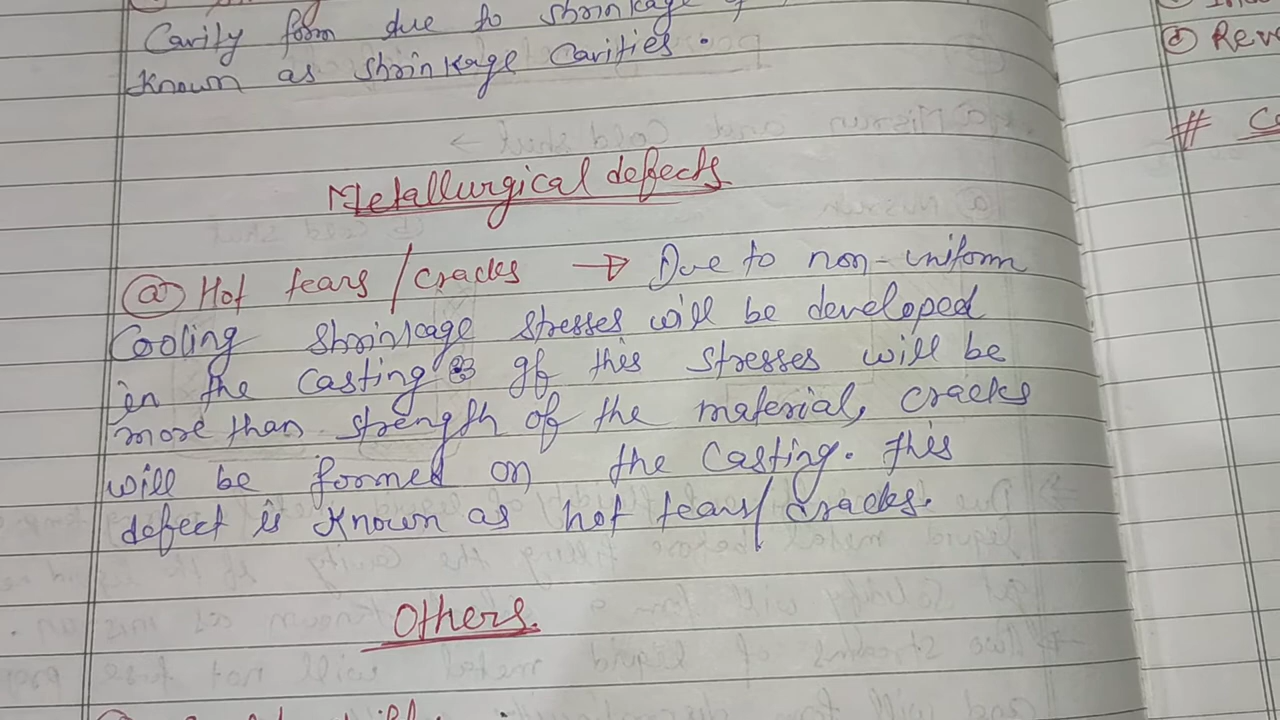 Cavity form due to shrinkage
known as shrinkage cavities.
Metallurgical defects
(a) Hot tears/cracks → Due to non-uniform
Cooling shrinkage stresses will be developed
in the casting If this stresses will be
more than strength of the material, cracks
will be formed on the casting. This
defect is known as hot tears/cracks.
Others.
#